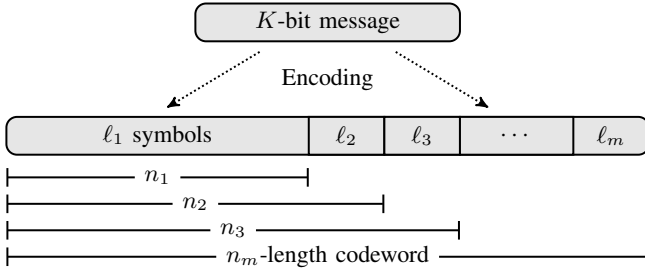 K-bit message
Encoding
ℓ₁ symbols ℓ₂ ℓ₃ ⋯ ℓₘ
n₁
n₂
n₃
nₘ-length codeword